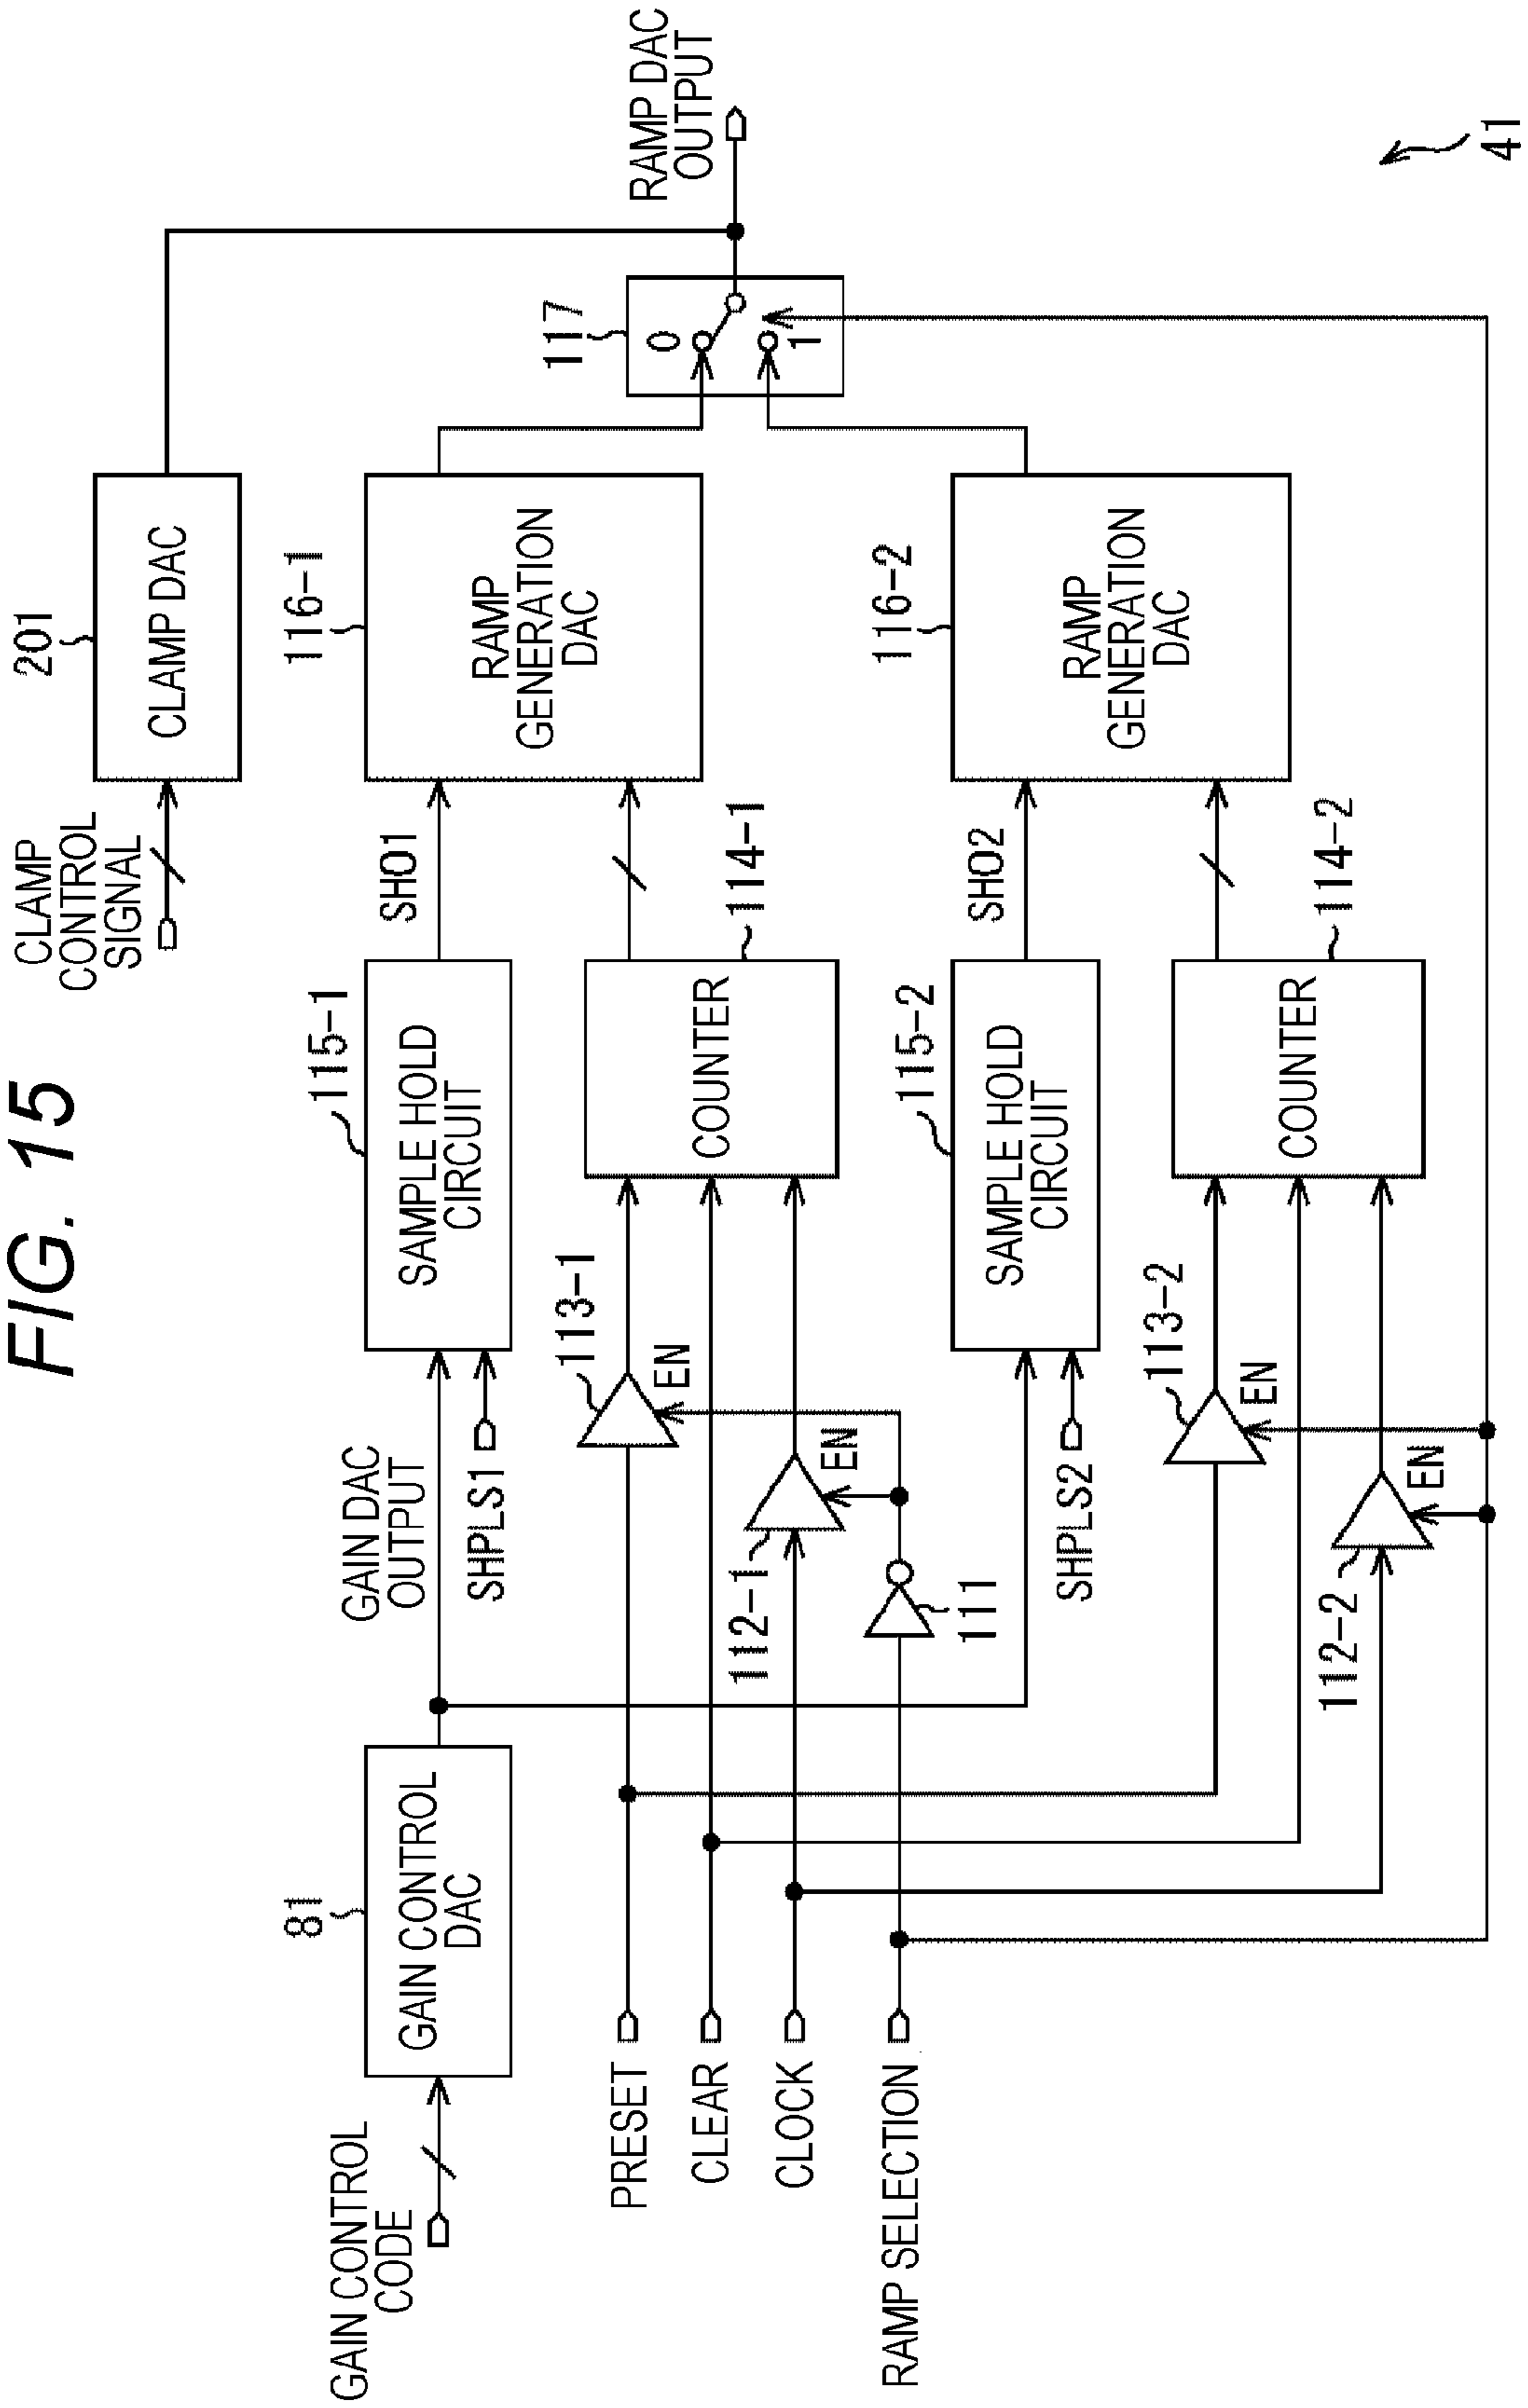 FIG. 15
CLAMP
CONTROL
SIGNAL
201
CLAMP DAC
GAIN CONTROL
CODE
81
GAIN CONTROL
DAC
GAIN DAC
OUTPUT
SHPLS1
115-1
SAMPLE HOLD
CIRCUIT
SHO1
116-1
RAMP
GENERATION
DAC
117
0
1
RAMP DAC
OUTPUT
PRESET
CLEAR
CLOCK
RAMP SELECTION
113-1
EN
112-1
EN
111
COUNTER
114-1
SHPLS2
115-2
SAMPLE HOLD
CIRCUIT
SHO2
116-2
RAMP
GENERATION
DAC
113-2
EN
112-2
EN
COUNTER
114-2
41